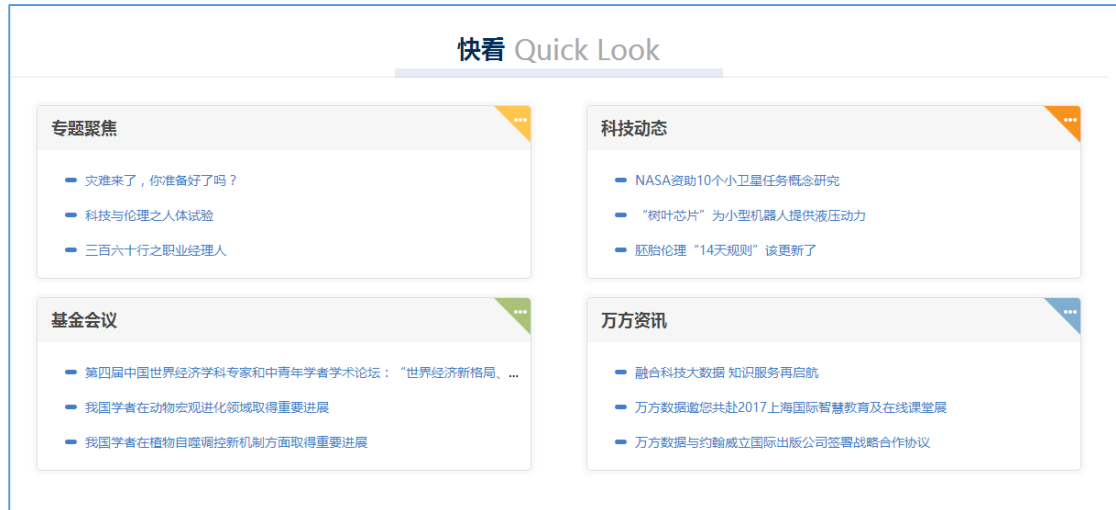 快看 Quick Look
专题聚焦
灾难来了，你准备好了吗？
科技与伦理之人体试验
三百六十行之职业经理人
科技动态
NASA资助10个小卫星任务概念研究
“树叶芯片”为小型机器人提供液压动力
胚胎伦理“14天规则”该更新了
基金会议
第四届中国世界经济学科专家和中青年学者学术论坛：“世界经济新格局、...
我国学者在动物宏观进化领域取得重要进展
我国学者在植物自噬调控新机制方面取得重要进展
万方资讯
融合科技大数据 知识服务再启航
万方数据邀您共赴2017上海国际智慧教育及在线课堂展
万方数据与约翰威立国际出版公司签署战略合作协议